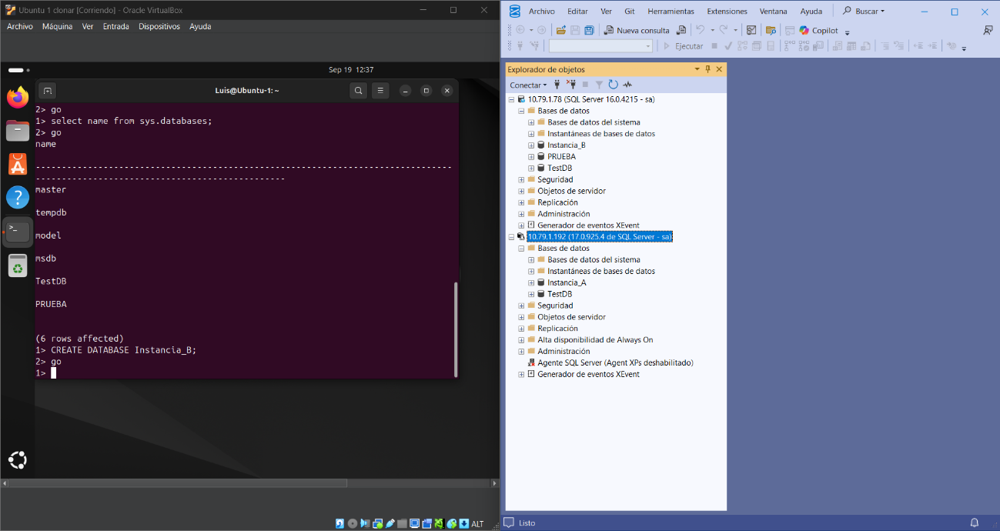 Ubuntu 1 clonar [Corriendo] - Oracle VirtualBox
Archivo Máquina Ver Entrada Dispositivos Ayuda
Sep 19 12:37
Luis@Ubuntu-1: ~
2> go
1> select name from sys.databases;
2> go
name
--------------------------------------------------------------------------------
------------------------------------------------
master
tempdb
model
msdb
TestDB
PRUEBA
(6 rows affected)
1> CREATE DATABASE Instancia_B;
2> go
1>
ALT
Archivo Editar Ver Git Herramientas Extensiones Ventana Ayuda Buscar
Nueva consulta Copilot
Ejecutar
Explorador de objetos
Conectar
10.79.1.78 (SQL Server 16.0.4215 - sa)
Bases de datos
Bases de datos del sistema
Instantáneas de bases de datos
Instancia_B
PRUEBA
TestDB
Seguridad
Objetos de servidor
Replicación
Administración
Generador de eventos XEvent
10.79.1.192 (17.0.925.4 de SQL Server - sa)
Bases de datos
Bases de datos del sistema
Instantáneas de bases de datos
Instancia_A
TestDB
Seguridad
Objetos de servidor
Replicación
Alta disponibilidad de Always On
Administración
Agente SQL Server (Agent XPs deshabilitado)
Generador de eventos XEvent
Listo